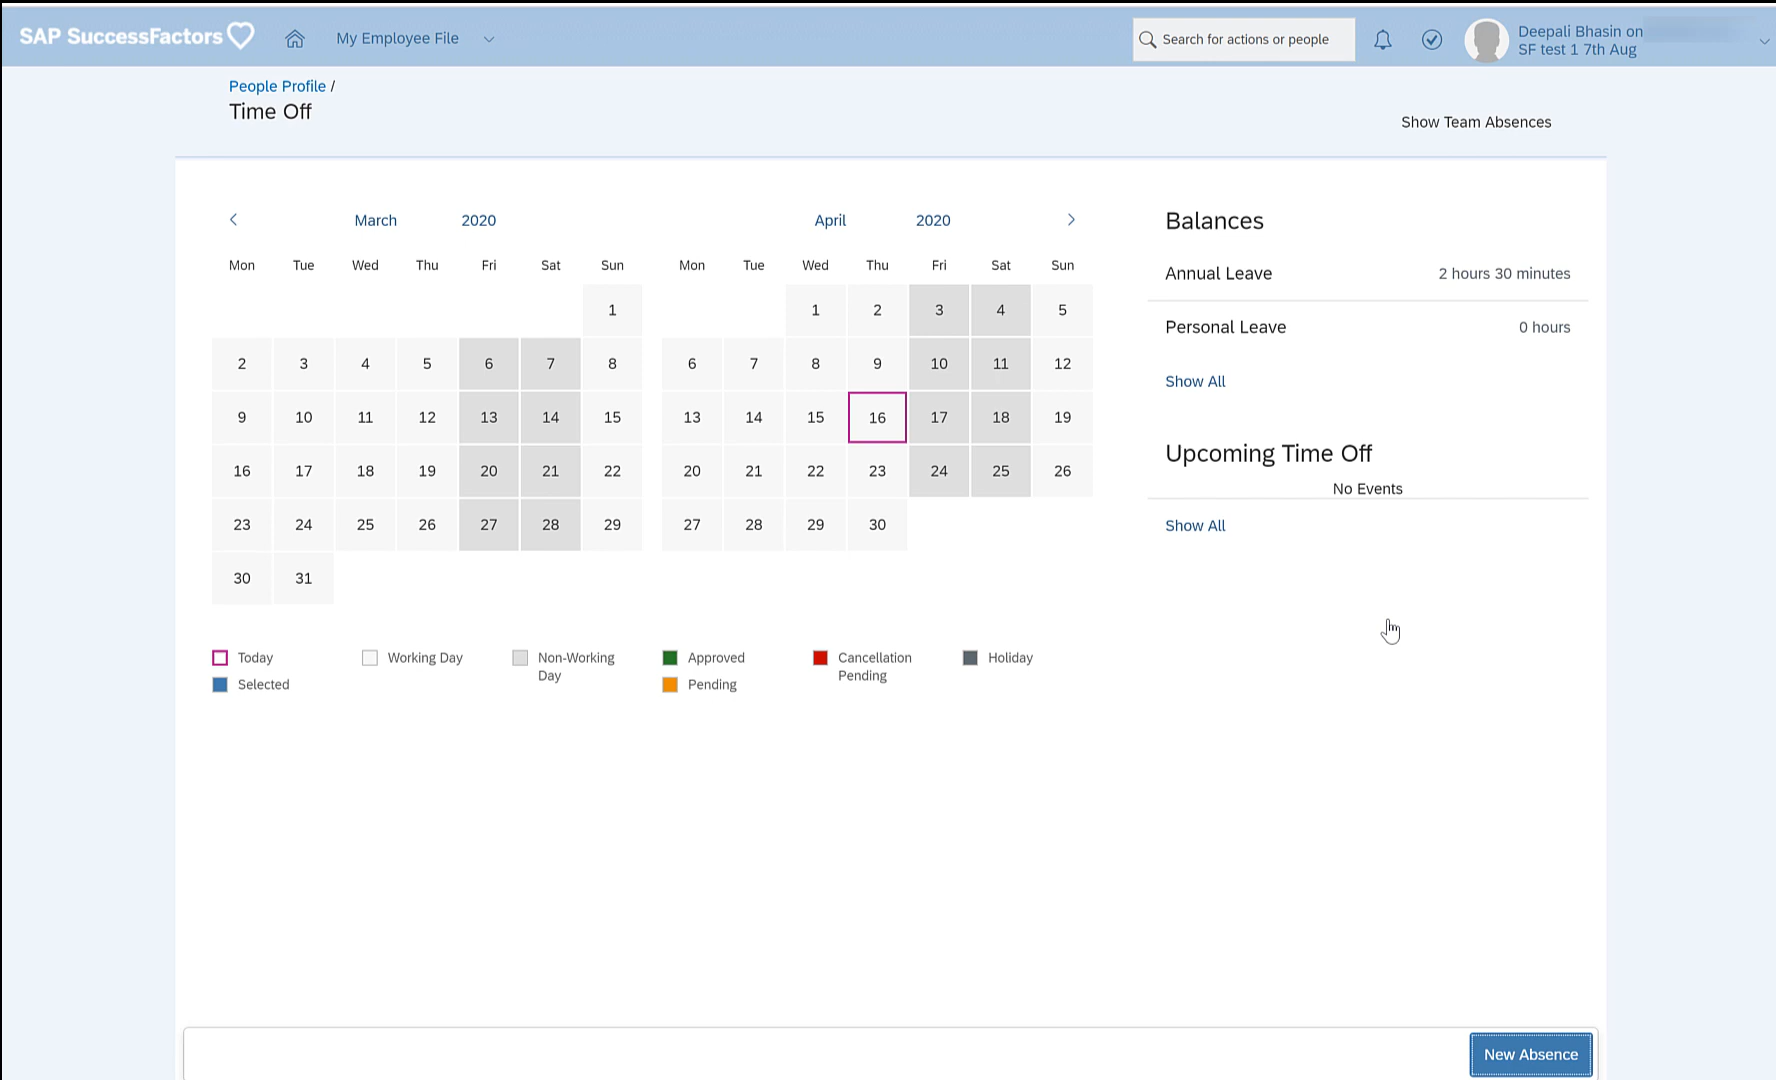 SAP SuccessFactors
My Employee File
Search for actions or people
Deepali Bhasin on
SF test 1 7th Aug
People Profile /
Time Off
Show Team Absences
March 2020
Mon Tue Wed Thu Fri Sat Sun
1
2 3 4 5 6 7 8
9 10 11 12 13 14 15
16 17 18 19 20 21 22
23 24 25 26 27 28 29
30 31
April 2020
Mon Tue Wed Thu Fri Sat Sun
1 2 3 4 5
6 7 8 9 10 11 12
13 14 15 16 17 18 19
20 21 22 23 24 25 26
27 28 29 30
Today
Working Day
Non-Working
Day
Approved
Cancellation
Pending
Holiday
Selected
Pending
Balances
Annual Leave 2 hours 30 minutes
Personal Leave 0 hours
Show All
Upcoming Time Off
No Events
Show All
New Absence